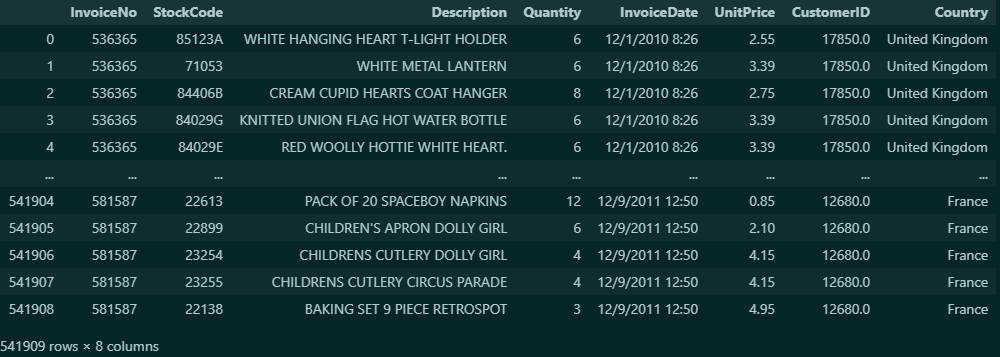 InvoiceNo StockCode Description Quantity InvoiceDate UnitPrice CustomerID Country
0 536365 85123A WHITE HANGING HEART T-LIGHT HOLDER 6 12/1/2010 8:26 2.55 17850.0 United Kingdom
1 536365 71053 WHITE METAL LANTERN 6 12/1/2010 8:26 3.39 17850.0 United Kingdom
2 536365 84406B CREAM CUPID HEARTS COAT HANGER 8 12/1/2010 8:26 2.75 17850.0 United Kingdom
3 536365 84029G KNITTED UNION FLAG HOT WATER BOTTLE 6 12/1/2010 8:26 3.39 17850.0 United Kingdom
4 536365 84029E RED WOOLLY HOTTIE WHITE HEART. 6 12/1/2010 8:26 3.39 17850.0 United Kingdom
... ... ... ... ... ... ... ... ...
541904 581587 22613 PACK OF 20 SPACEBOY NAPKINS 12 12/9/2011 12:50 0.85 12680.0 France
541905 581587 22899 CHILDREN'S APRON DOLLY GIRL 6 12/9/2011 12:50 2.10 12680.0 France
541906 581587 23254 CHILDRENS CUTLERY DOLLY GIRL 4 12/9/2011 12:50 4.15 12680.0 France
541907 581587 23255 CHILDRENS CUTLERY CIRCUS PARADE 4 12/9/2011 12:50 4.15 12680.0 France
541908 581587 22138 BAKING SET 9 PIECE RETROSPOT 3 12/9/2011 12:50 4.95 12680.0 France
541909 rows × 8 columns